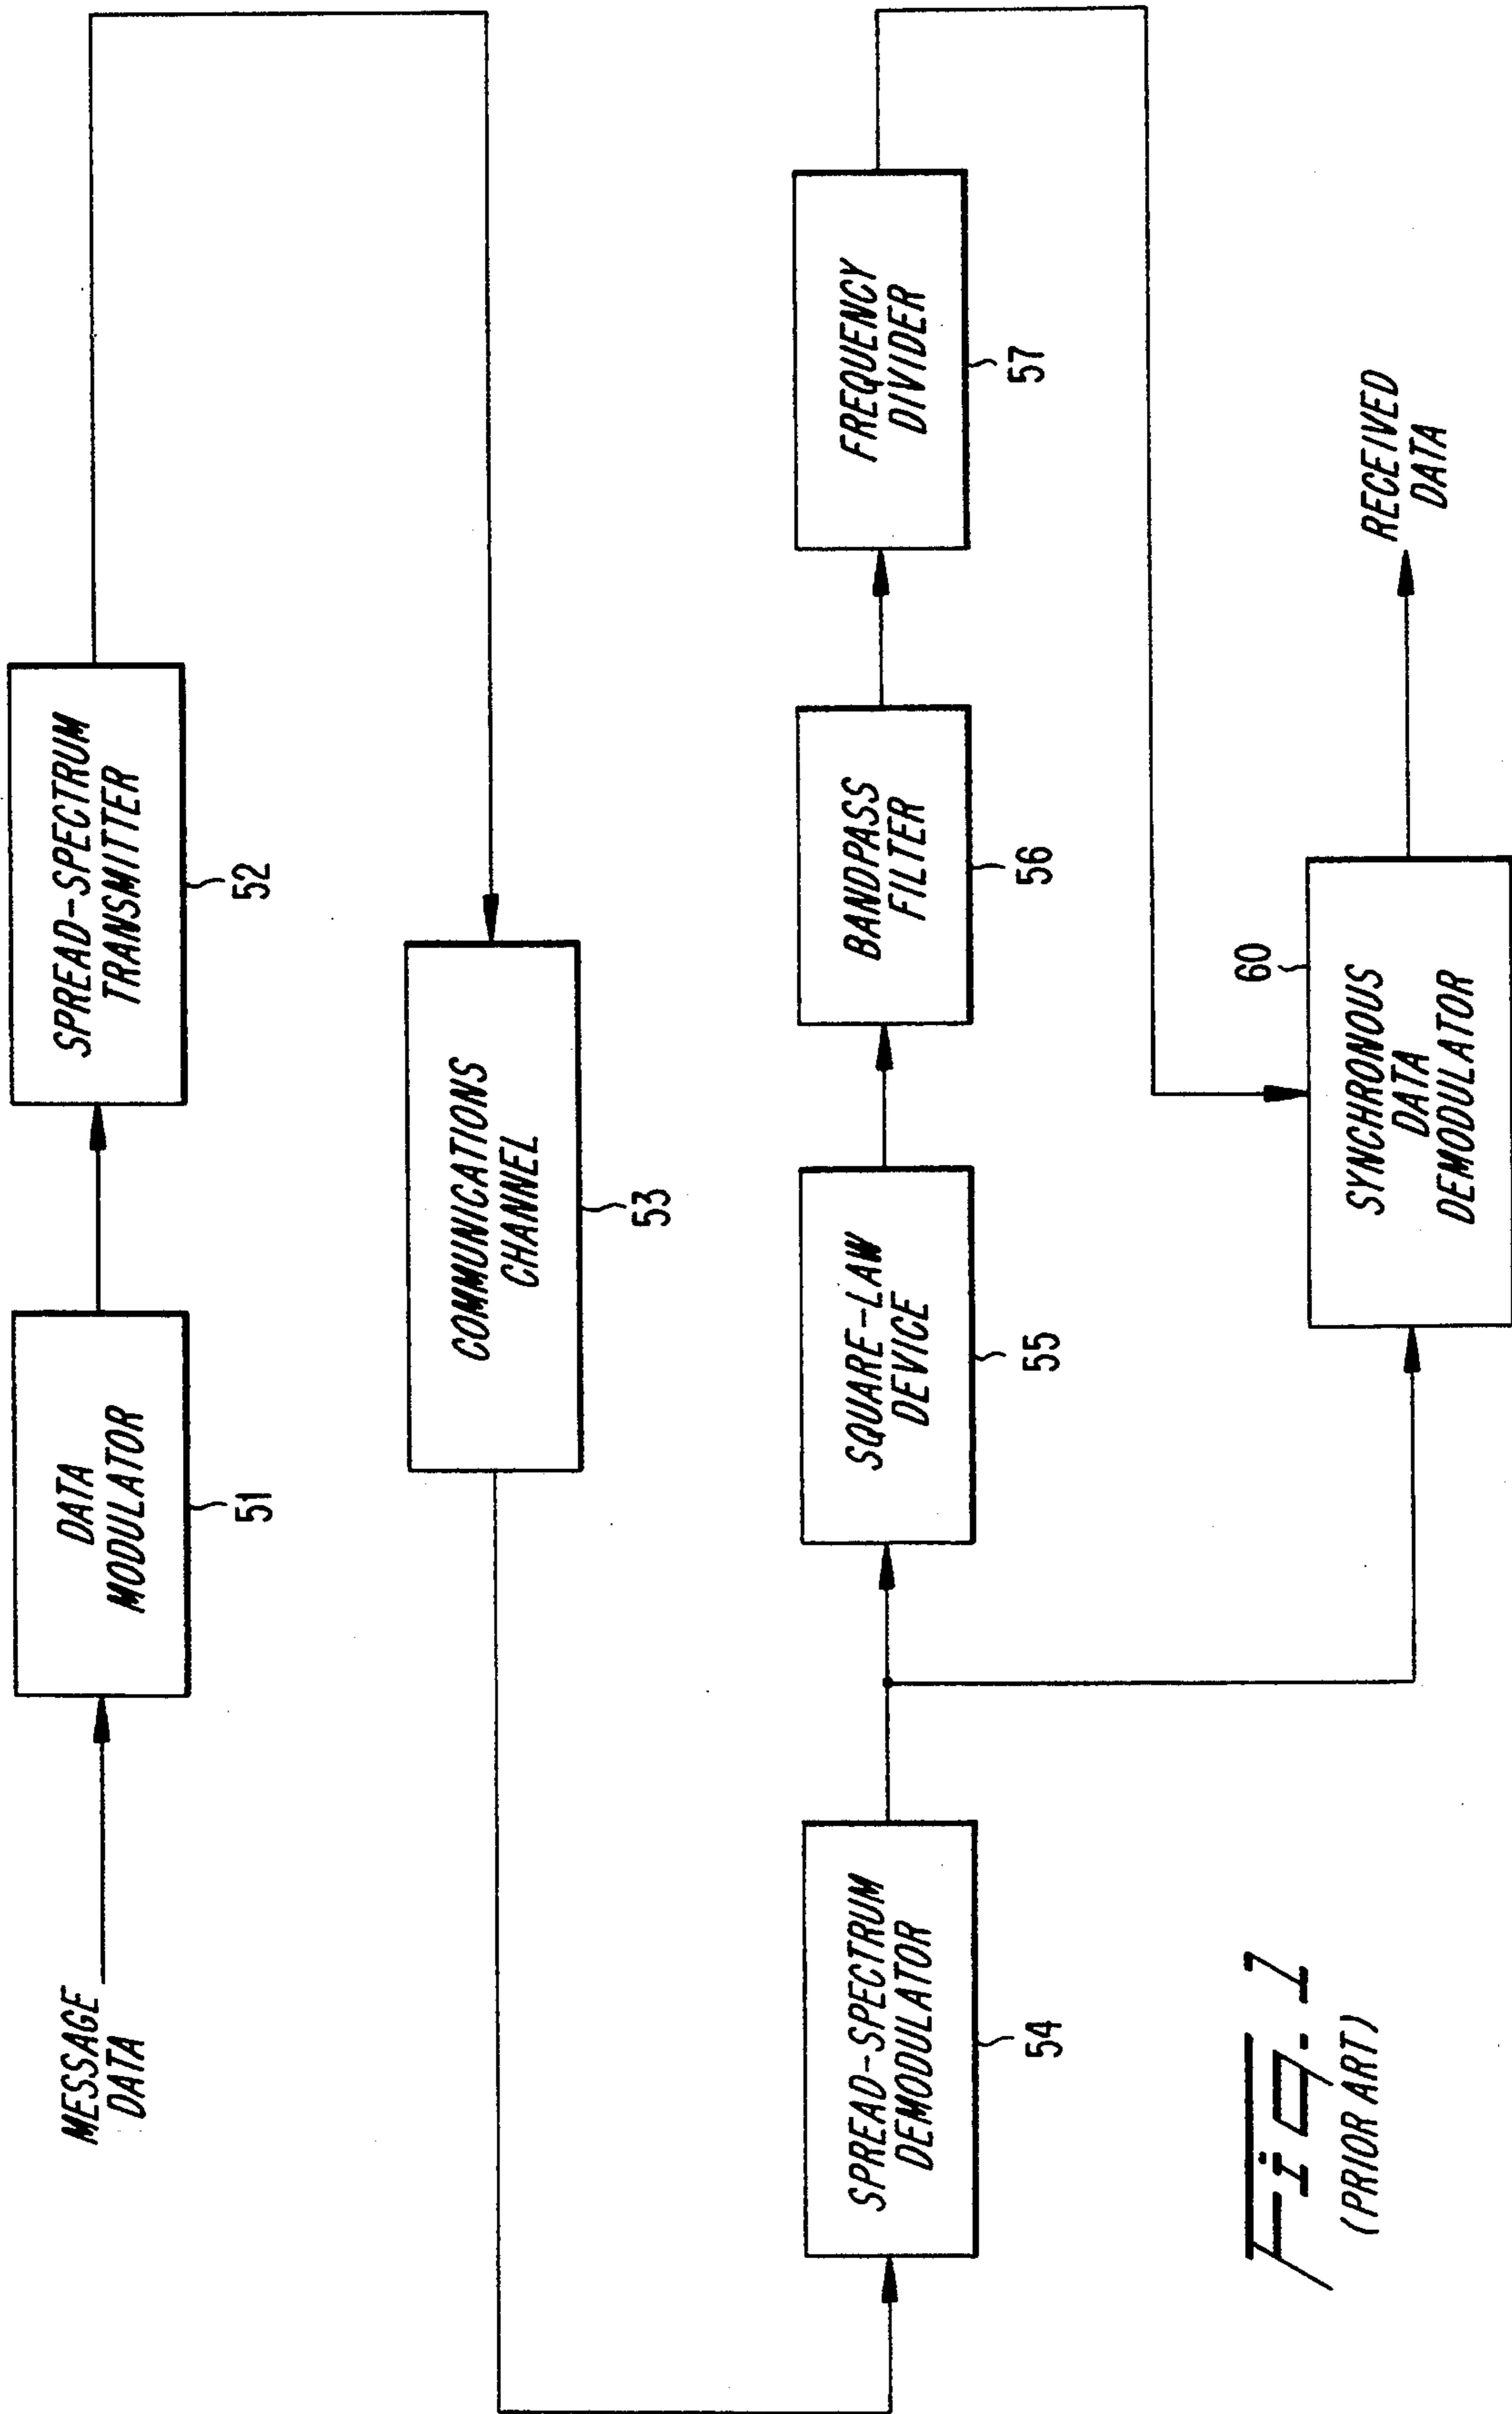 MESSAGE
DATA
DATA
MODULATOR
51
SPREAD-SPECTRUM
TRANSMITTER
52
COMMUNICATIONS
CHANNEL
53
SPREAD-SPECTRUM
DEMODULATOR
54
SQUARE-LAW
DEVICE
55
BANDPASS
FILTER
56
FREQUENCY
DIVIDER
57
60
SYNCHRONOUS
DATA
DEMODULATOR
RECEIVED
DATA
Fig. 1
(PRIOR ART)